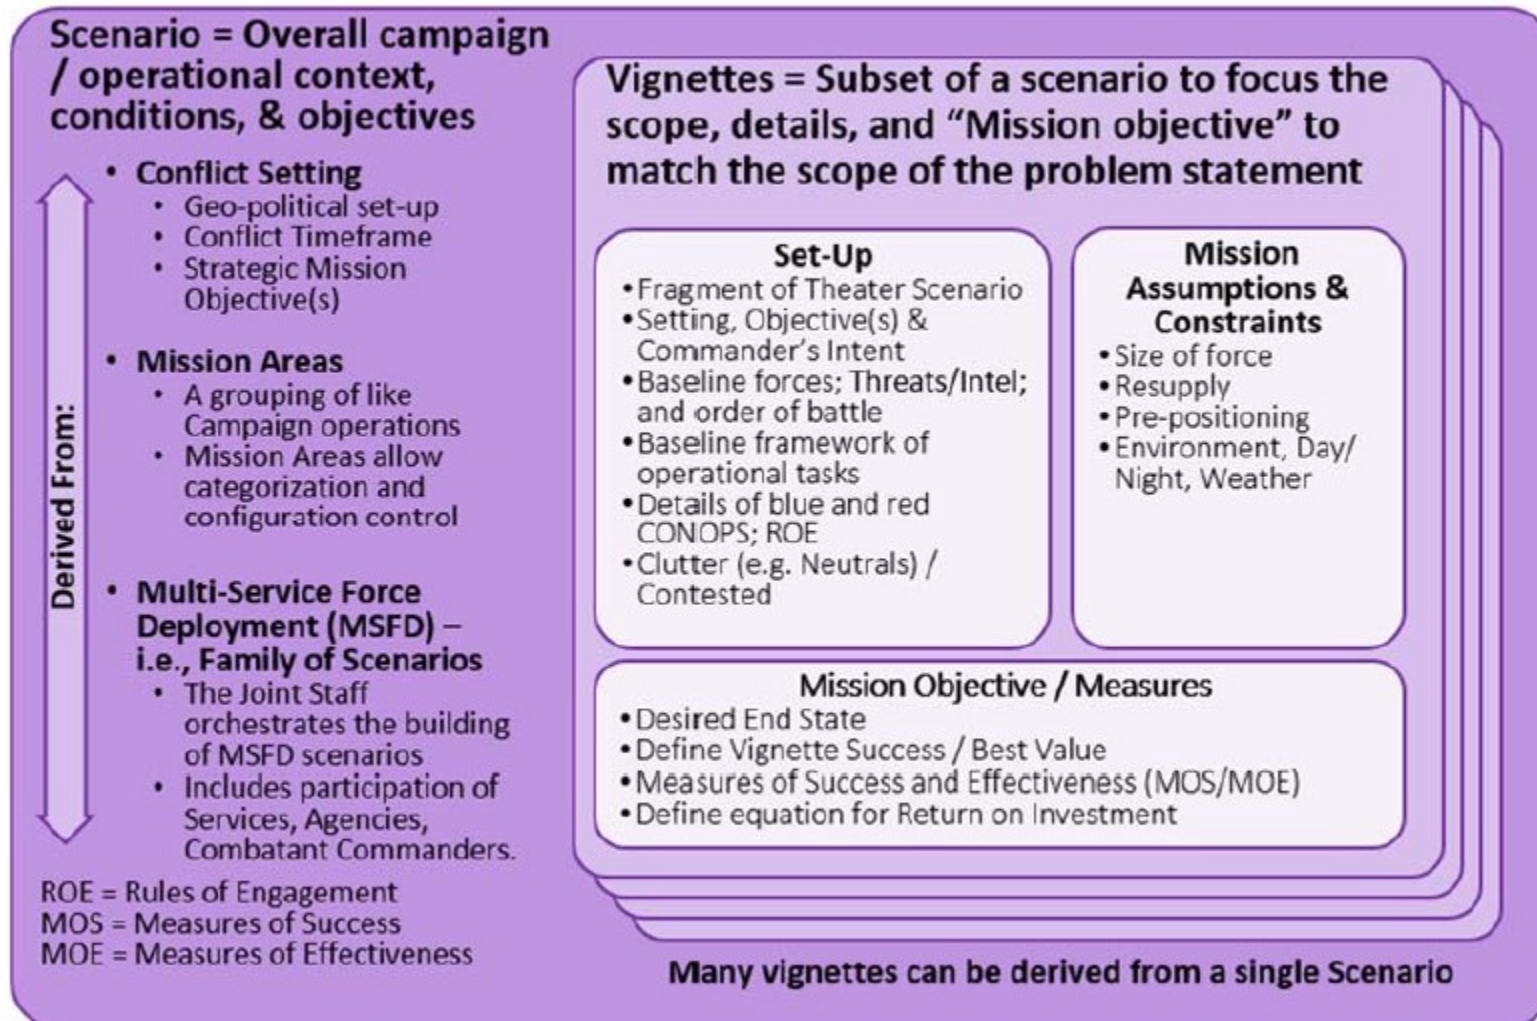 Scenario = Overall campaign
/ operational context,
conditions, & objectives
Derived From:
• Conflict Setting
• Geo-political set-up
• Conflict Timeframe
• Strategic Mission
Objective(s)
• Mission Areas
• A grouping of like
Campaign operations
• Mission Areas allow
categorization and
configuration control
• Multi-Service Force
Deployment (MSFD) –
i.e., Family of Scenarios
• The Joint Staff
orchestrates the building
of MSFD scenarios
• Includes participation of
Services, Agencies,
Combatant Commanders.
ROE = Rules of Engagement
MOS = Measures of Success
MOE = Measures of Effectiveness
Vignettes = Subset of a scenario to focus the
scope, details, and “Mission objective” to
match the scope of the problem statement
Set-Up
•Fragment of Theater Scenario
•Setting, Objective(s) &
Commander’s Intent
•Baseline forces; Threats/Intel;
and order of battle
•Baseline framework of
operational tasks
•Details of blue and red
CONOPS; ROE
•Clutter (e.g. Neutrals) /
Contested
Mission
Assumptions &
Constraints
•Size of force
•Resupply
•Pre-positioning
•Environment, Day/
Night, Weather
Mission Objective / Measures
•Desired End State
•Define Vignette Success / Best Value
•Measures of Success and Effectiveness (MOS/MOE)
•Define equation for Return on Investment
Many vignettes can be derived from a single Scenario